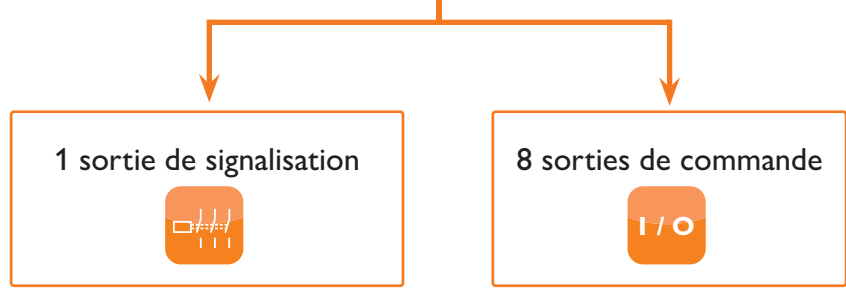 1 sortie de signalisation
8 sorties de commande
I / O